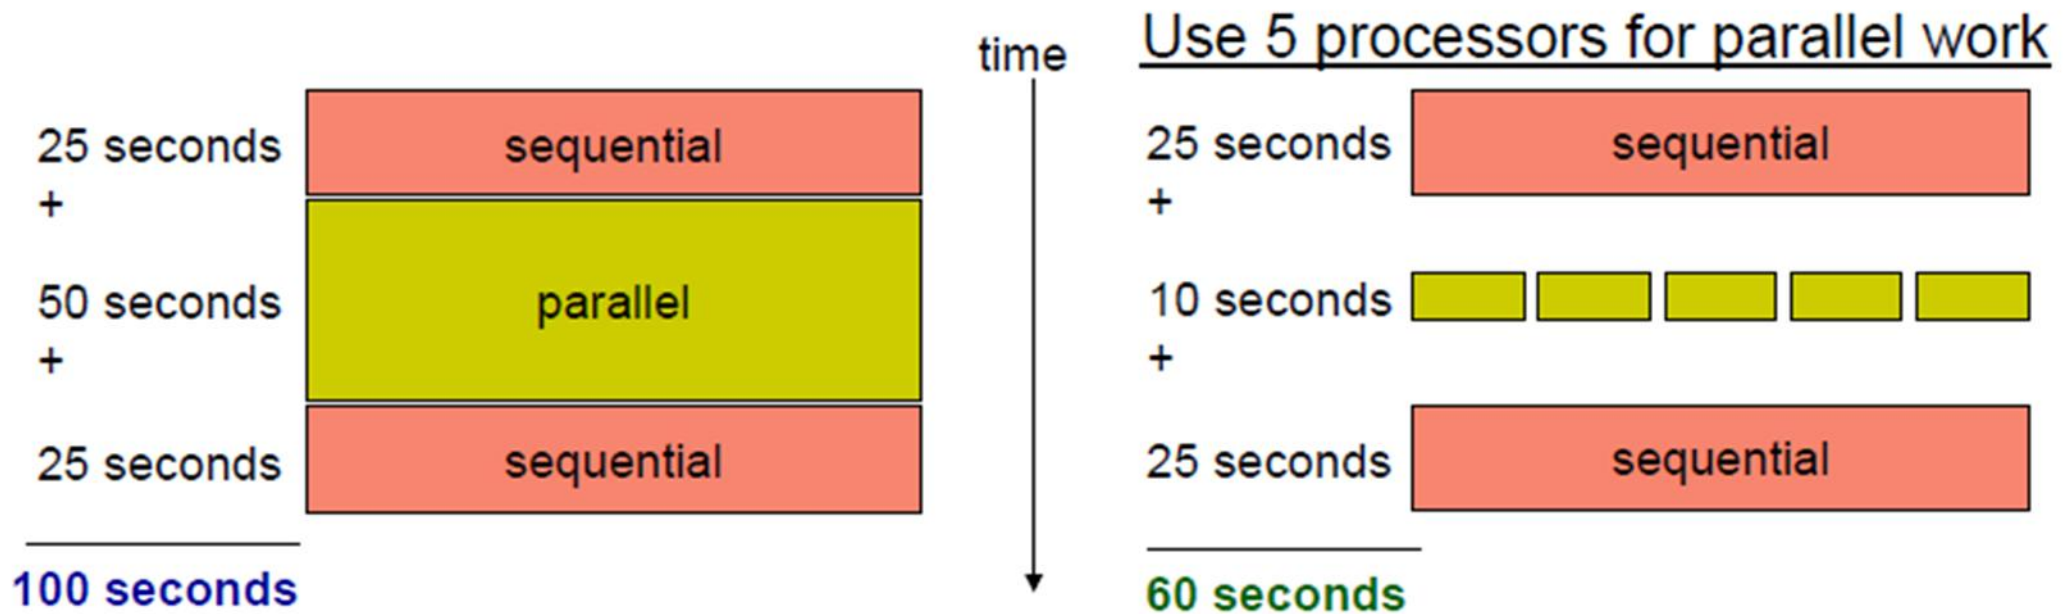 25 seconds
sequential
+
50 seconds
parallel
+
25 seconds
sequential
100 seconds
time
Use 5 processors for parallel work
25 seconds
sequential
+
10 seconds
+
25 seconds
sequential
60 seconds